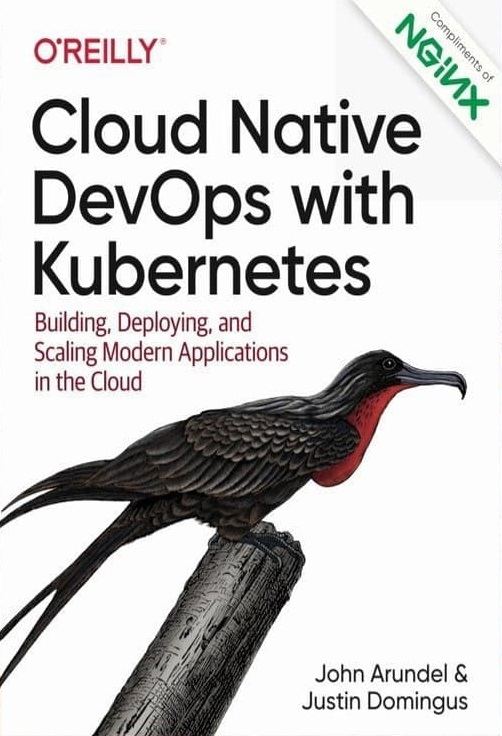 O'REILLY®
Compliments of
NGINX
Cloud Native
DevOps with
Kubernetes
Building, Deploying, and
Scaling Modern Applications
in the Cloud
John Arundel &
Justin Domingus